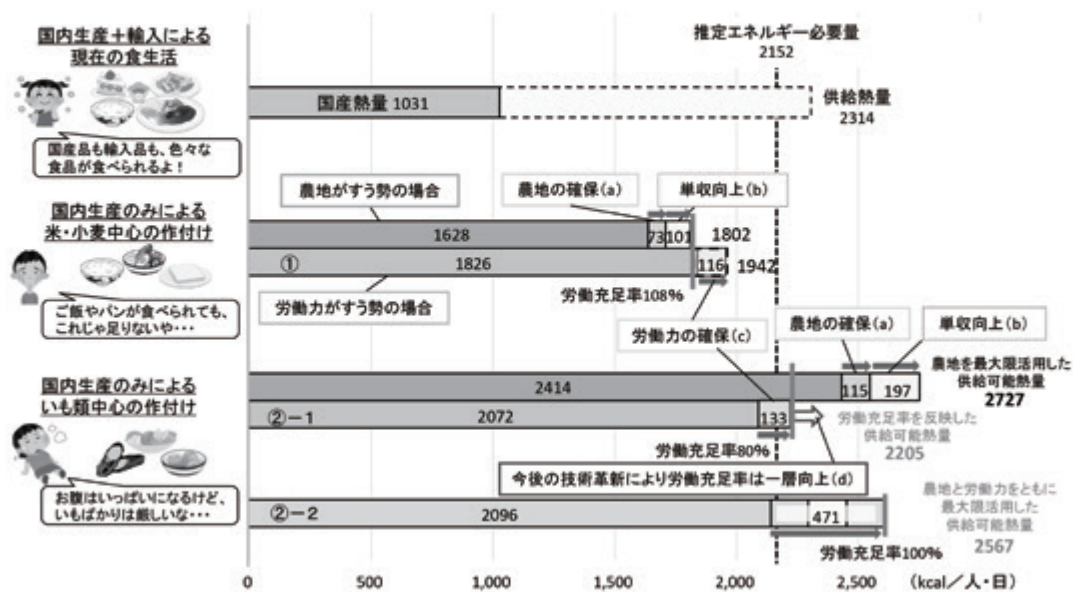 国内生産+輸入による
現在の食生活
国産品も輸入品も、色々な
食品が食べられるよ！
推定エネルギー必要量
2152
国産熱量 1031
供給熱量
2314
国内生産のみによる
米・小麦中心の作付け
ご飯やパンが食べられても、
これじゃ足りないや・・・
農地がすう勢の場合
農地の確保(a)
単収向上(b)
1628
73
101
1802
①
1826
116
1942
労働力がすう勢の場合
労働充足率108%
労働力の確保(c)
農地の確保(a)
単収向上(b)
国内生産のみによる
いも類中心の作付け
お腹はいっぱいになるけど、
いもばかりは厳しいな・・・
2414
115
197
農地を最大限活用した
供給可能熱量
2727
②-1
2072
133
労働充足率を反映した
供給可能熱量
2205
労働充足率80%
今後の技術革新により労働充足率は一層向上(d)
②-2
2096
471
農地と労働力をともに
最大限活用した
供給可能熱量
2567
労働充足率100%
0
500
1,000
1,500
2,000
2,500
(kcal/人・日)